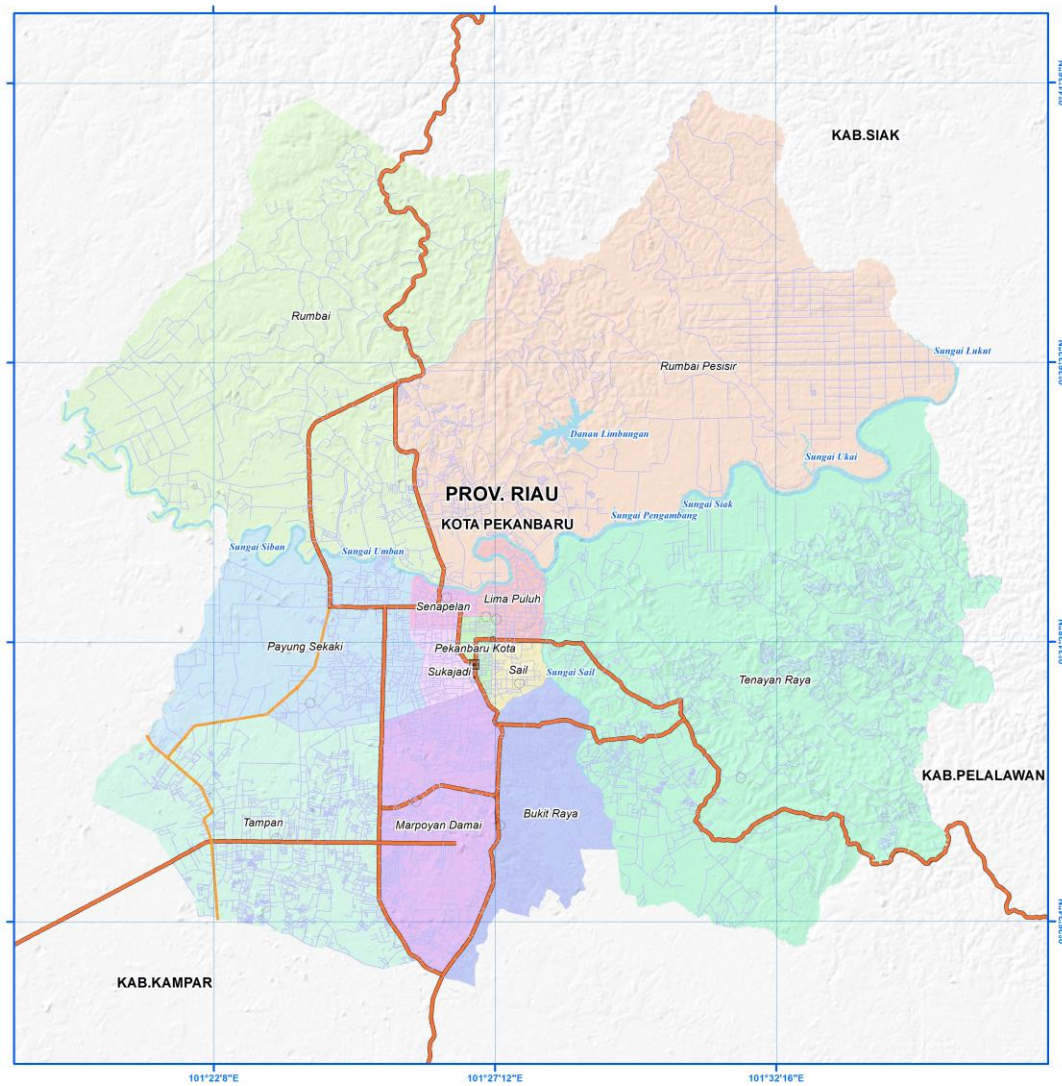 KAB.SIAK
Rumbai
Sungai Lukut
Rumbai Pesisir
Danau Limbungan
Sungai Ukai
PROV. RIAU
Sungai Siak
Sungai Pengambang
KOTA PEKANBARU
Sungai Siban
Sungai Umban
Lima Puluh
Senapelan
Payung Sekaki
Pekanbaru Kota
Sukajadi
Sail
Sungai Sail
Tenayan Raya
KAB.PELALAWAN
Bukit Raya
Tampan
Marpoyan Damai
KAB.KAMPAR
101°22'8"E
101°27'12"E
101°32'16"E